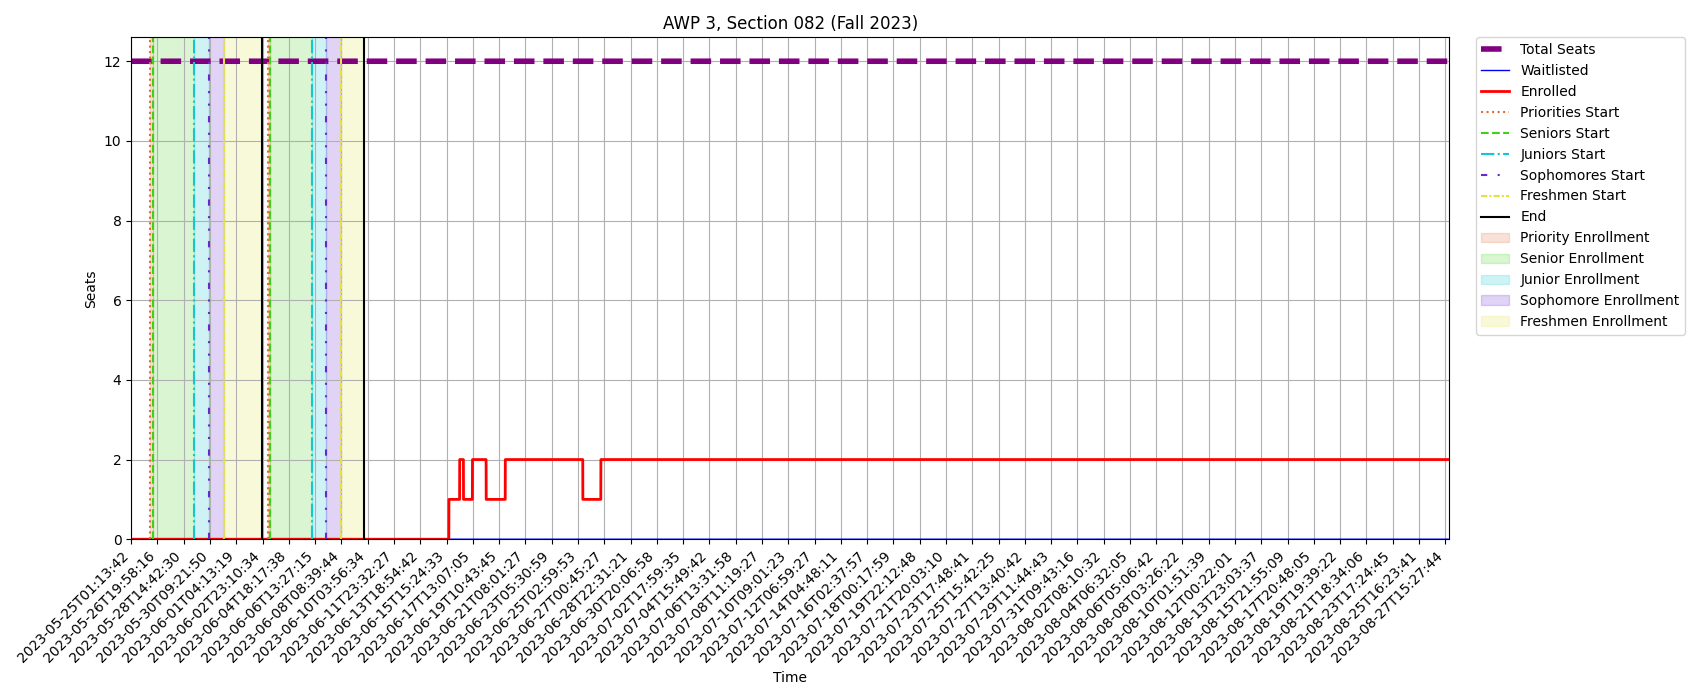 AWP 3, Section 082 (Fall 2023)
Seats
12
10
8
6
4
2
0
2023-05-25T01:13:42
2023-05-26T19:58:16
2023-05-28T14:42:30
2023-05-30T09:21:50
2023-06-01T04:13:19
2023-06-02T23:10:34
2023-06-04T18:17:38
2023-06-06T13:27:15
2023-06-08T08:39:44
2023-06-10T03:56:34
2023-06-11T23:32:27
2023-06-13T18:54:42
2023-06-15T15:24:33
2023-06-17T13:07:05
2023-06-19T10:43:45
2023-06-21T08:01:27
2023-06-23T05:30:59
2023-06-25T02:59:53
2023-06-27T00:45:27
2023-06-28T22:31:21
2023-06-30T20:06:58
2023-07-02T17:59:35
2023-07-04T15:49:42
2023-07-06T13:31:58
2023-07-08T11:19:27
2023-07-10T09:01:23
2023-07-12T06:59:27
2023-07-14T04:48:11
2023-07-16T02:37:57
2023-07-18T00:17:59
2023-07-19T22:12:48
2023-07-21T20:03:10
2023-07-23T17:48:41
2023-07-25T15:42:25
2023-07-27T13:40:42
2023-07-29T11:44:43
2023-07-31T09:43:16
2023-08-02T08:10:32
2023-08-04T06:32:05
2023-08-06T05:06:42
2023-08-08T03:26:22
2023-08-10T01:51:39
2023-08-12T00:22:01
2023-08-13T23:03:37
2023-08-15T21:55:09
2023-08-17T20:48:05
2023-08-19T19:39:22
2023-08-21T18:34:06
2023-08-23T17:24:45
2023-08-25T16:23:41
2023-08-27T15:27:44
Time
Total Seats
Waitlisted
Enrolled
Priorities Start
Seniors Start
Juniors Start
Sophomores Start
Freshmen Start
End
Priority Enrollment
Senior Enrollment
Junior Enrollment
Sophomore Enrollment
Freshmen Enrollment